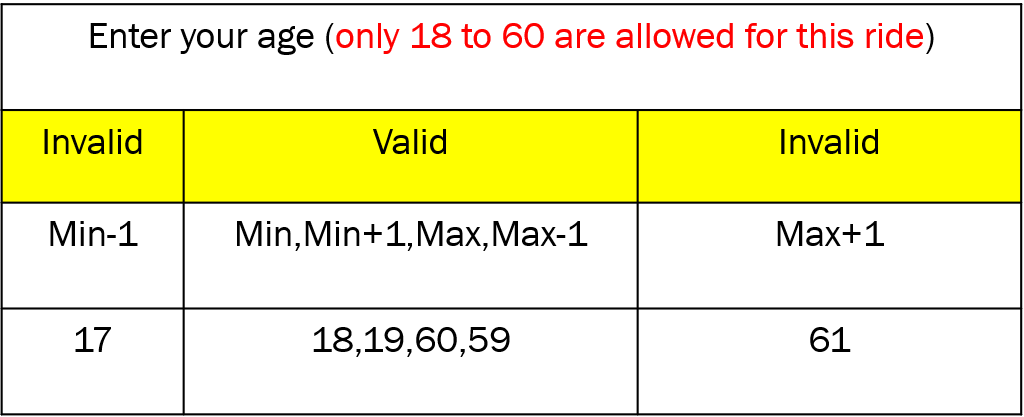 Enter your age (only 18 to 60 are allowed for this ride)
Invalid Valid Invalid
Min-1 Min,Min+1,Max,Max-1 Max+1
17 18,19,60,59 61